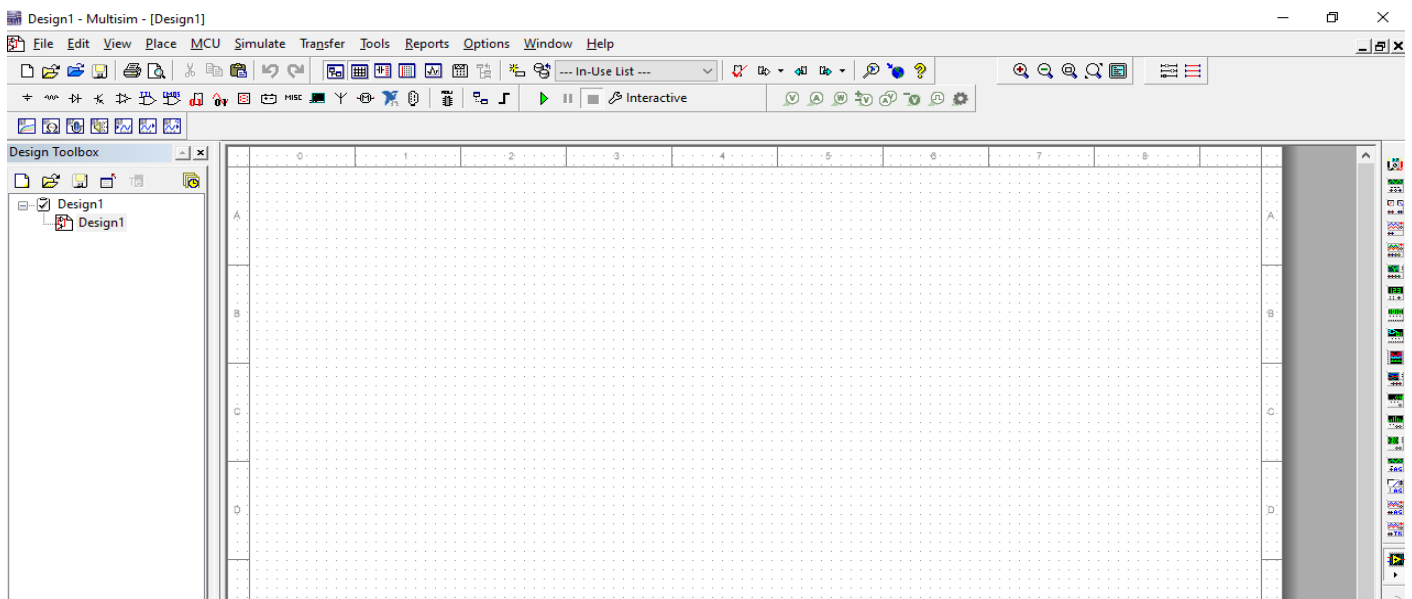 Design1 - Multisim - [Design1]
File Edit View Place MCU Simulate Transfer Tools Reports Options Window Help
--- In-Use List ---
MISC
Interactive
V A W V A V
Design Toolbox
0 1 2 3 4 5 6 7 8
Design1
Design1
A A
B B
C C
D D